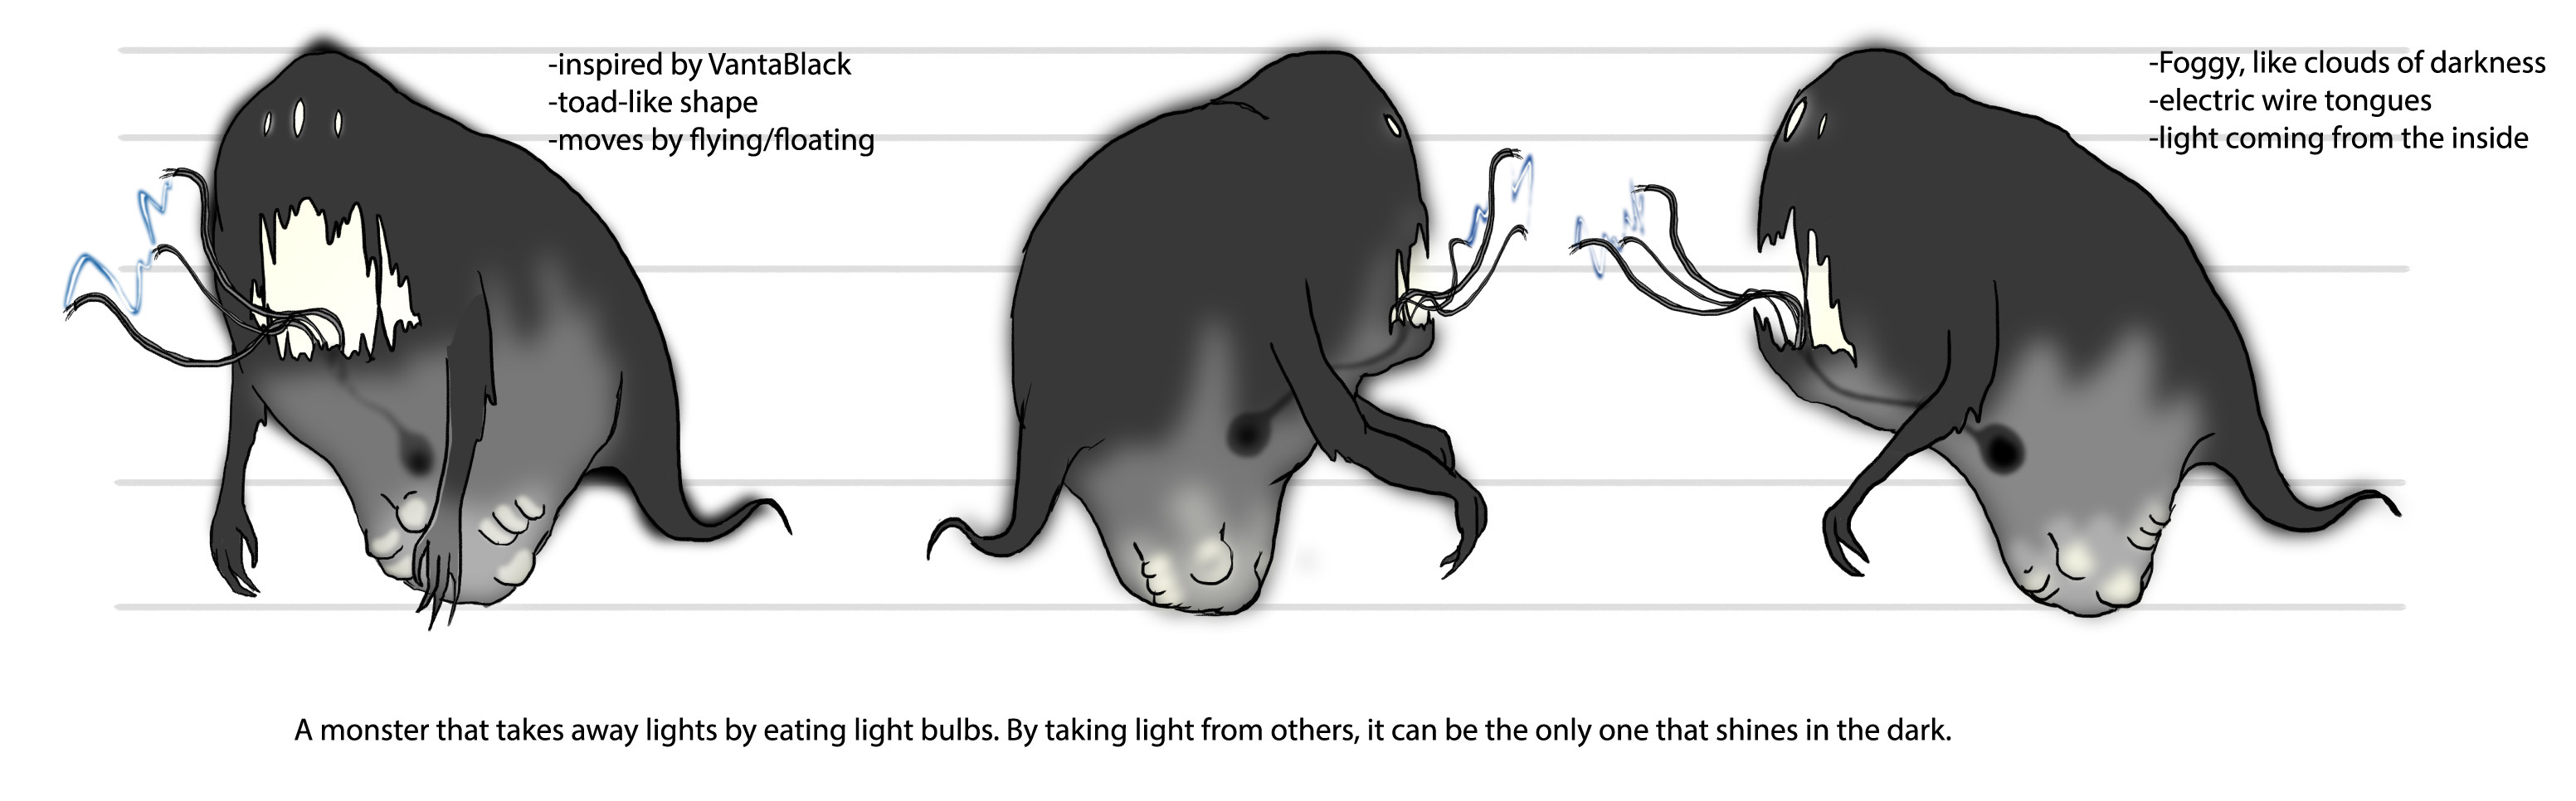 -inspired by VantaBlack
-toad-like shape
-moves by flying/floating
-Foggy, like clouds of darkness
-electric wire tongues
-light coming from the inside
A monster that takes away lights by eating light bulbs. By taking light from others, it can be the only one that shines in the dark.